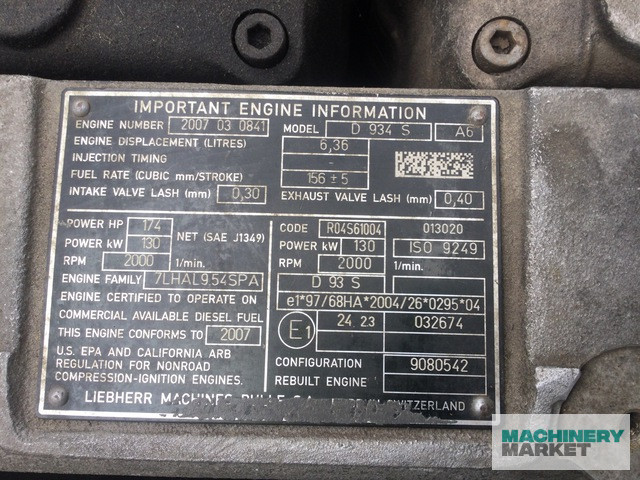 IMPORTANT ENGINE INFORMATION
ENGINE NUMBER 2007 03 0841 MODEL D 934 S A6
ENGINE DISPLACEMENT (LITRES) 6,36
INJECTION TIMING -
FUEL RATE (CUBIC mm/STROKE) 156 ± 5
INTAKE VALVE LASH (mm) 0,30 EXHAUST VALVE LASH (mm) 0,40
POWER HP 174
POWER kW 130 NET (SAE J1349)
RPM 2000 1/min.
ENGINE FAMILY 7LHAL9,54SPA
ENGINE CERTIFIED TO OPERATE ON
COMMERCIAL AVAILABLE DIESEL FUEL
THIS ENGINE CONFORMS TO 2007
U.S. EPA AND CALIFORNIA ARB
REGULATION FOR NONROAD
COMPRESSION-IGNITION ENGINES.
CODE R04S61004 013020
POWER kW 130 ISO 9249
RPM 2000 1/min.
D 93 S
e1*97/68HA*2004/26*0295*04
E1 24 23 032674
CONFIGURATION 9080542
REBUILT ENGINE
LIEBHERR MACHINES BULLE S.A. SWITZERLAND
MACHINERY
MARKET